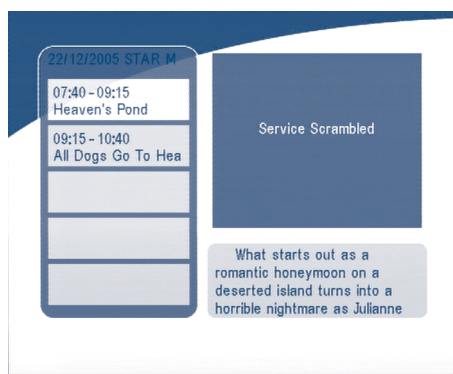 22/12/2005 STAR M
07:40-09:15
Heaven's Pond
09:15-10:40
All Dogs Go To Hea
Service Scrambled
What starts out as a
romantic honeymoon on a
deserted island turns into a
horrible nightmare as Julianne